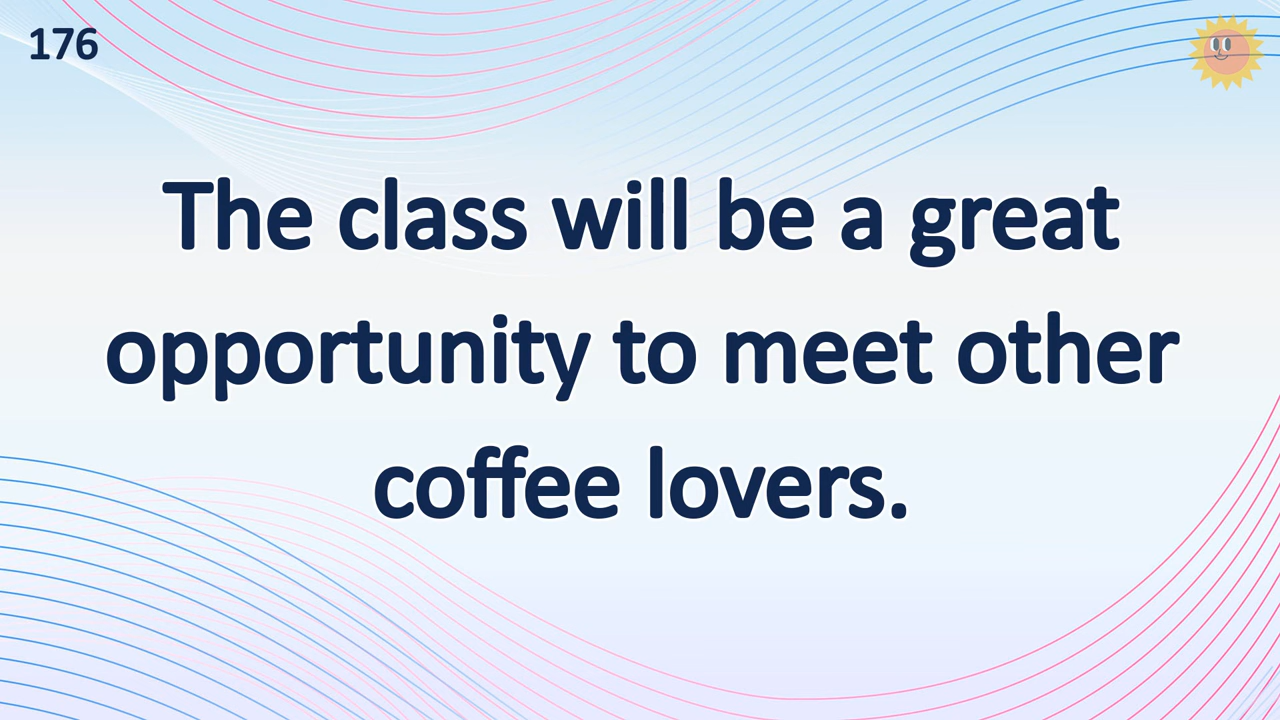 176
The class will be a great
opportunity to meet other
coffee lovers.